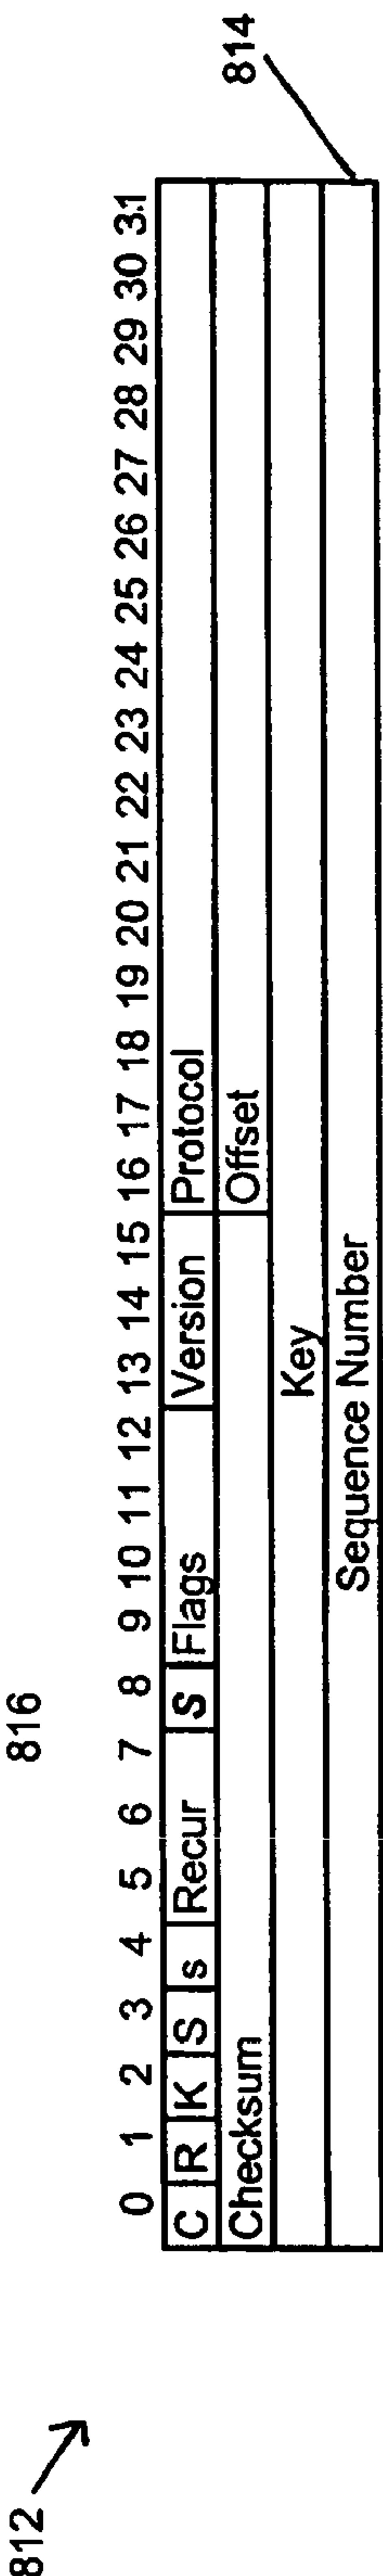 812
816
814
0 1 2 3 4 5 6 7 8 9 10 11 12 13 14 15 16 17 18 19 20 21 22 23 24 25 26 27 28 29 30 31
C R K S s Recur S Flags Version Protocol
Checksum Offset
Key
Sequence Number